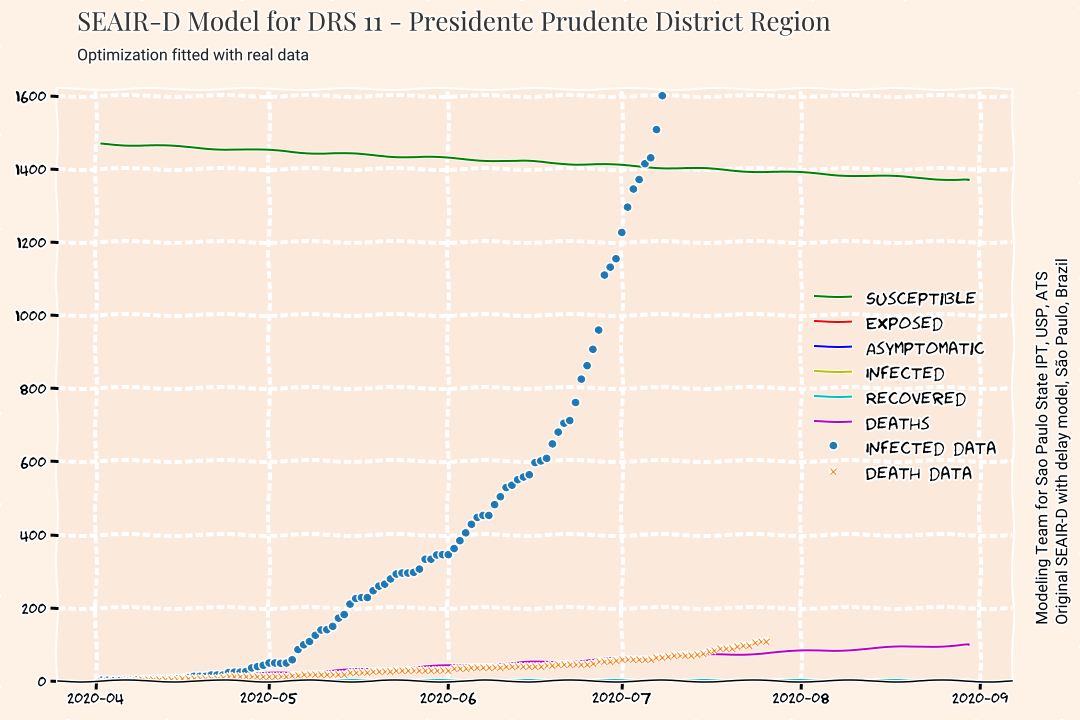 SEAIR-D Model for DRS 11 - Presidente Prudente District Region
Optimization fitted with real data
1600
1400
1200
1000
800
600
400
200
0
2020-04 2020-05 2020-06 2020-07 2020-08 2020-09
SUSCEPTIBLE
EXPOSED
ASYMPTOMATIC
INFECTED
RECOVERED
DEATHS
INFECTED DATA
DEATH DATA
Modeling Team for Sao Paulo State IPT, USP, ATS
Original SEAIR-D with delay model, São Paulo, Brazil